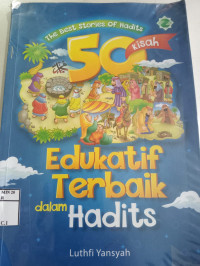 The Best Stories Of Hadits
50
Kisah
Edukatif
Terbaik
dalam
Hadits
Luthfi Yansyah